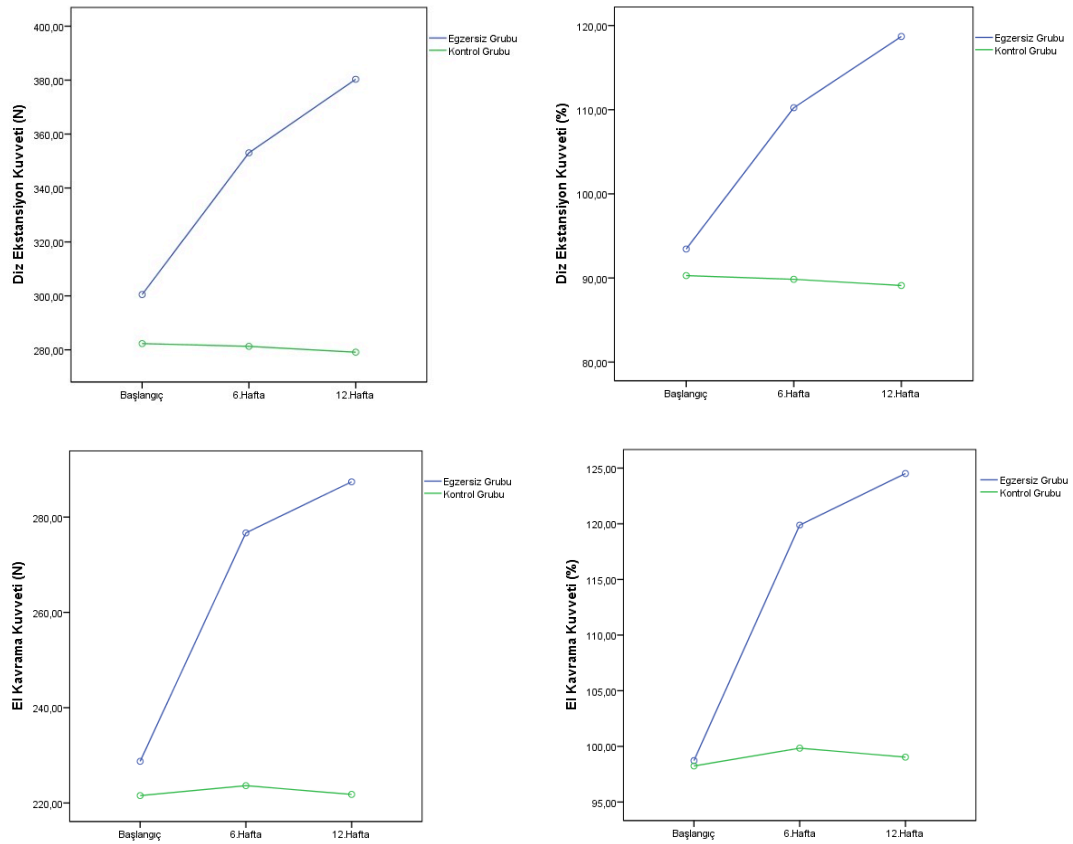 Diz Ekstansiyon Kuvveti (N)
400,00
380,00
360,00
340,00
320,00
300,00
280,00
Başlangıç
6.Hafta
12.Hafta
Egzersiz Grubu
Kontrol Grubu
Diz Ekstansiyon Kuvveti (%)
120,00
110,00
100,00
90,00
80,00
Başlangıç
6.Hafta
12.Hafta
Egzersiz Grubu
Kontrol Grubu
El Kavrama Kuvveti (N)
280,00
260,00
240,00
220,00
Başlangıç
6.Hafta
12.Hafta
Egzersiz Grubu
Kontrol Grubu
El Kavrama Kuvveti (%)
125,00
120,00
115,00
110,00
105,00
100,00
95,00
Başlangıç
6.Hafta
12.Hafta
Egzersiz Grubu
Kontrol Grubu